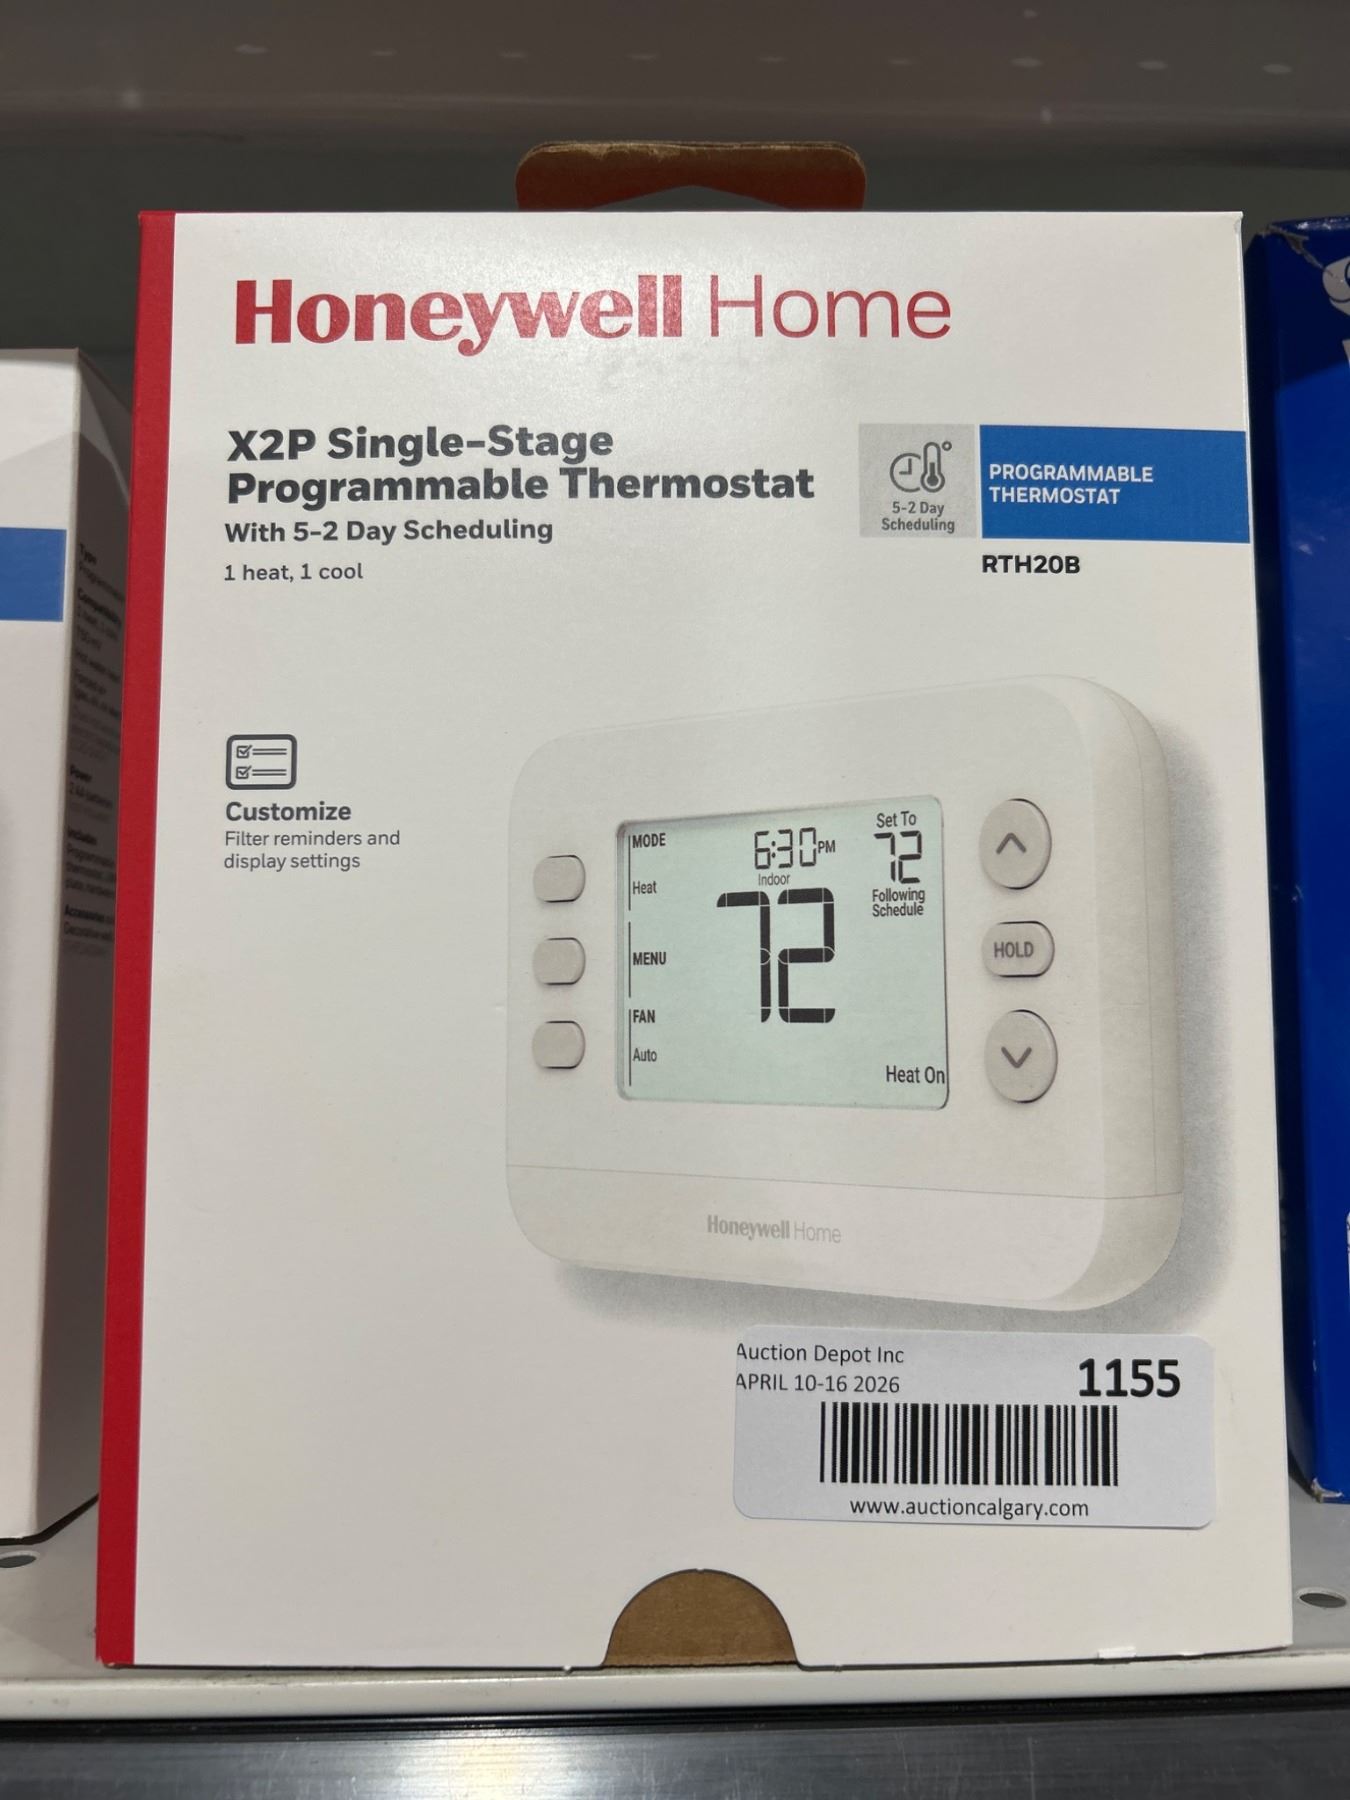 Honeywell Home
X2P Single-Stage
Programmable Thermostat
With 5-2 Day Scheduling
1 heat, 1 cool
5-2 Day
Scheduling
PROGRAMMABLE
THERMOSTAT
RTH20B
Customize
Filter reminders and
display settings
MODE
Heat
MENU
FAN
Auto
6:30PM
Indoor
72
Set To
72
Following
Schedule
Heat On
HOLD
Honeywell Home
Auction Depot Inc
APRIL 10-16 2026
1155
www.auctioncalgary.com
Type
Power